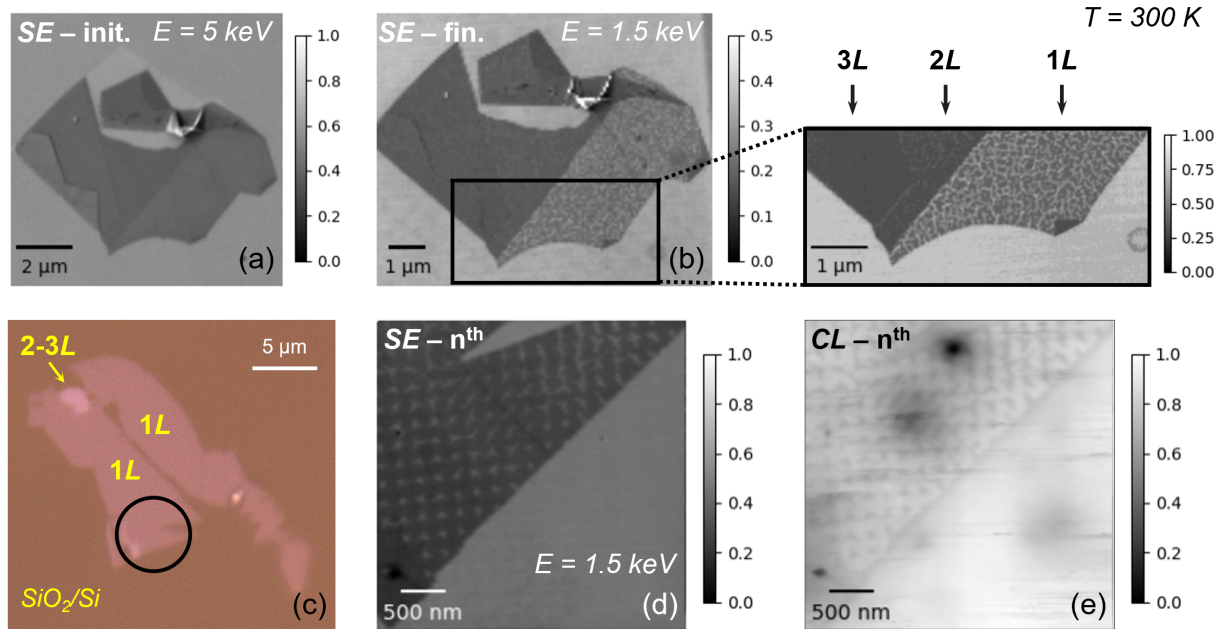 SE – init.
E = 5 keV
1.0
0.8
0.6
0.4
0.2
0.0
2 µm
(a)
SE – fin.
E = 1.5 keV
0.5
0.4
0.3
0.2
0.1
0.0
1 µm
(b)
T = 300 K
3L
2L
1L
1.00
0.75
0.50
0.25
0.00
1 µm
2-3L
5 µm
1L
1L
SiO2/Si
(c)
SE – nth
1.0
0.8
0.6
0.4
0.2
0.0
E = 1.5 keV
500 nm
(d)
CL – nth
1.0
0.8
0.6
0.4
0.2
0.0
500 nm
(e)